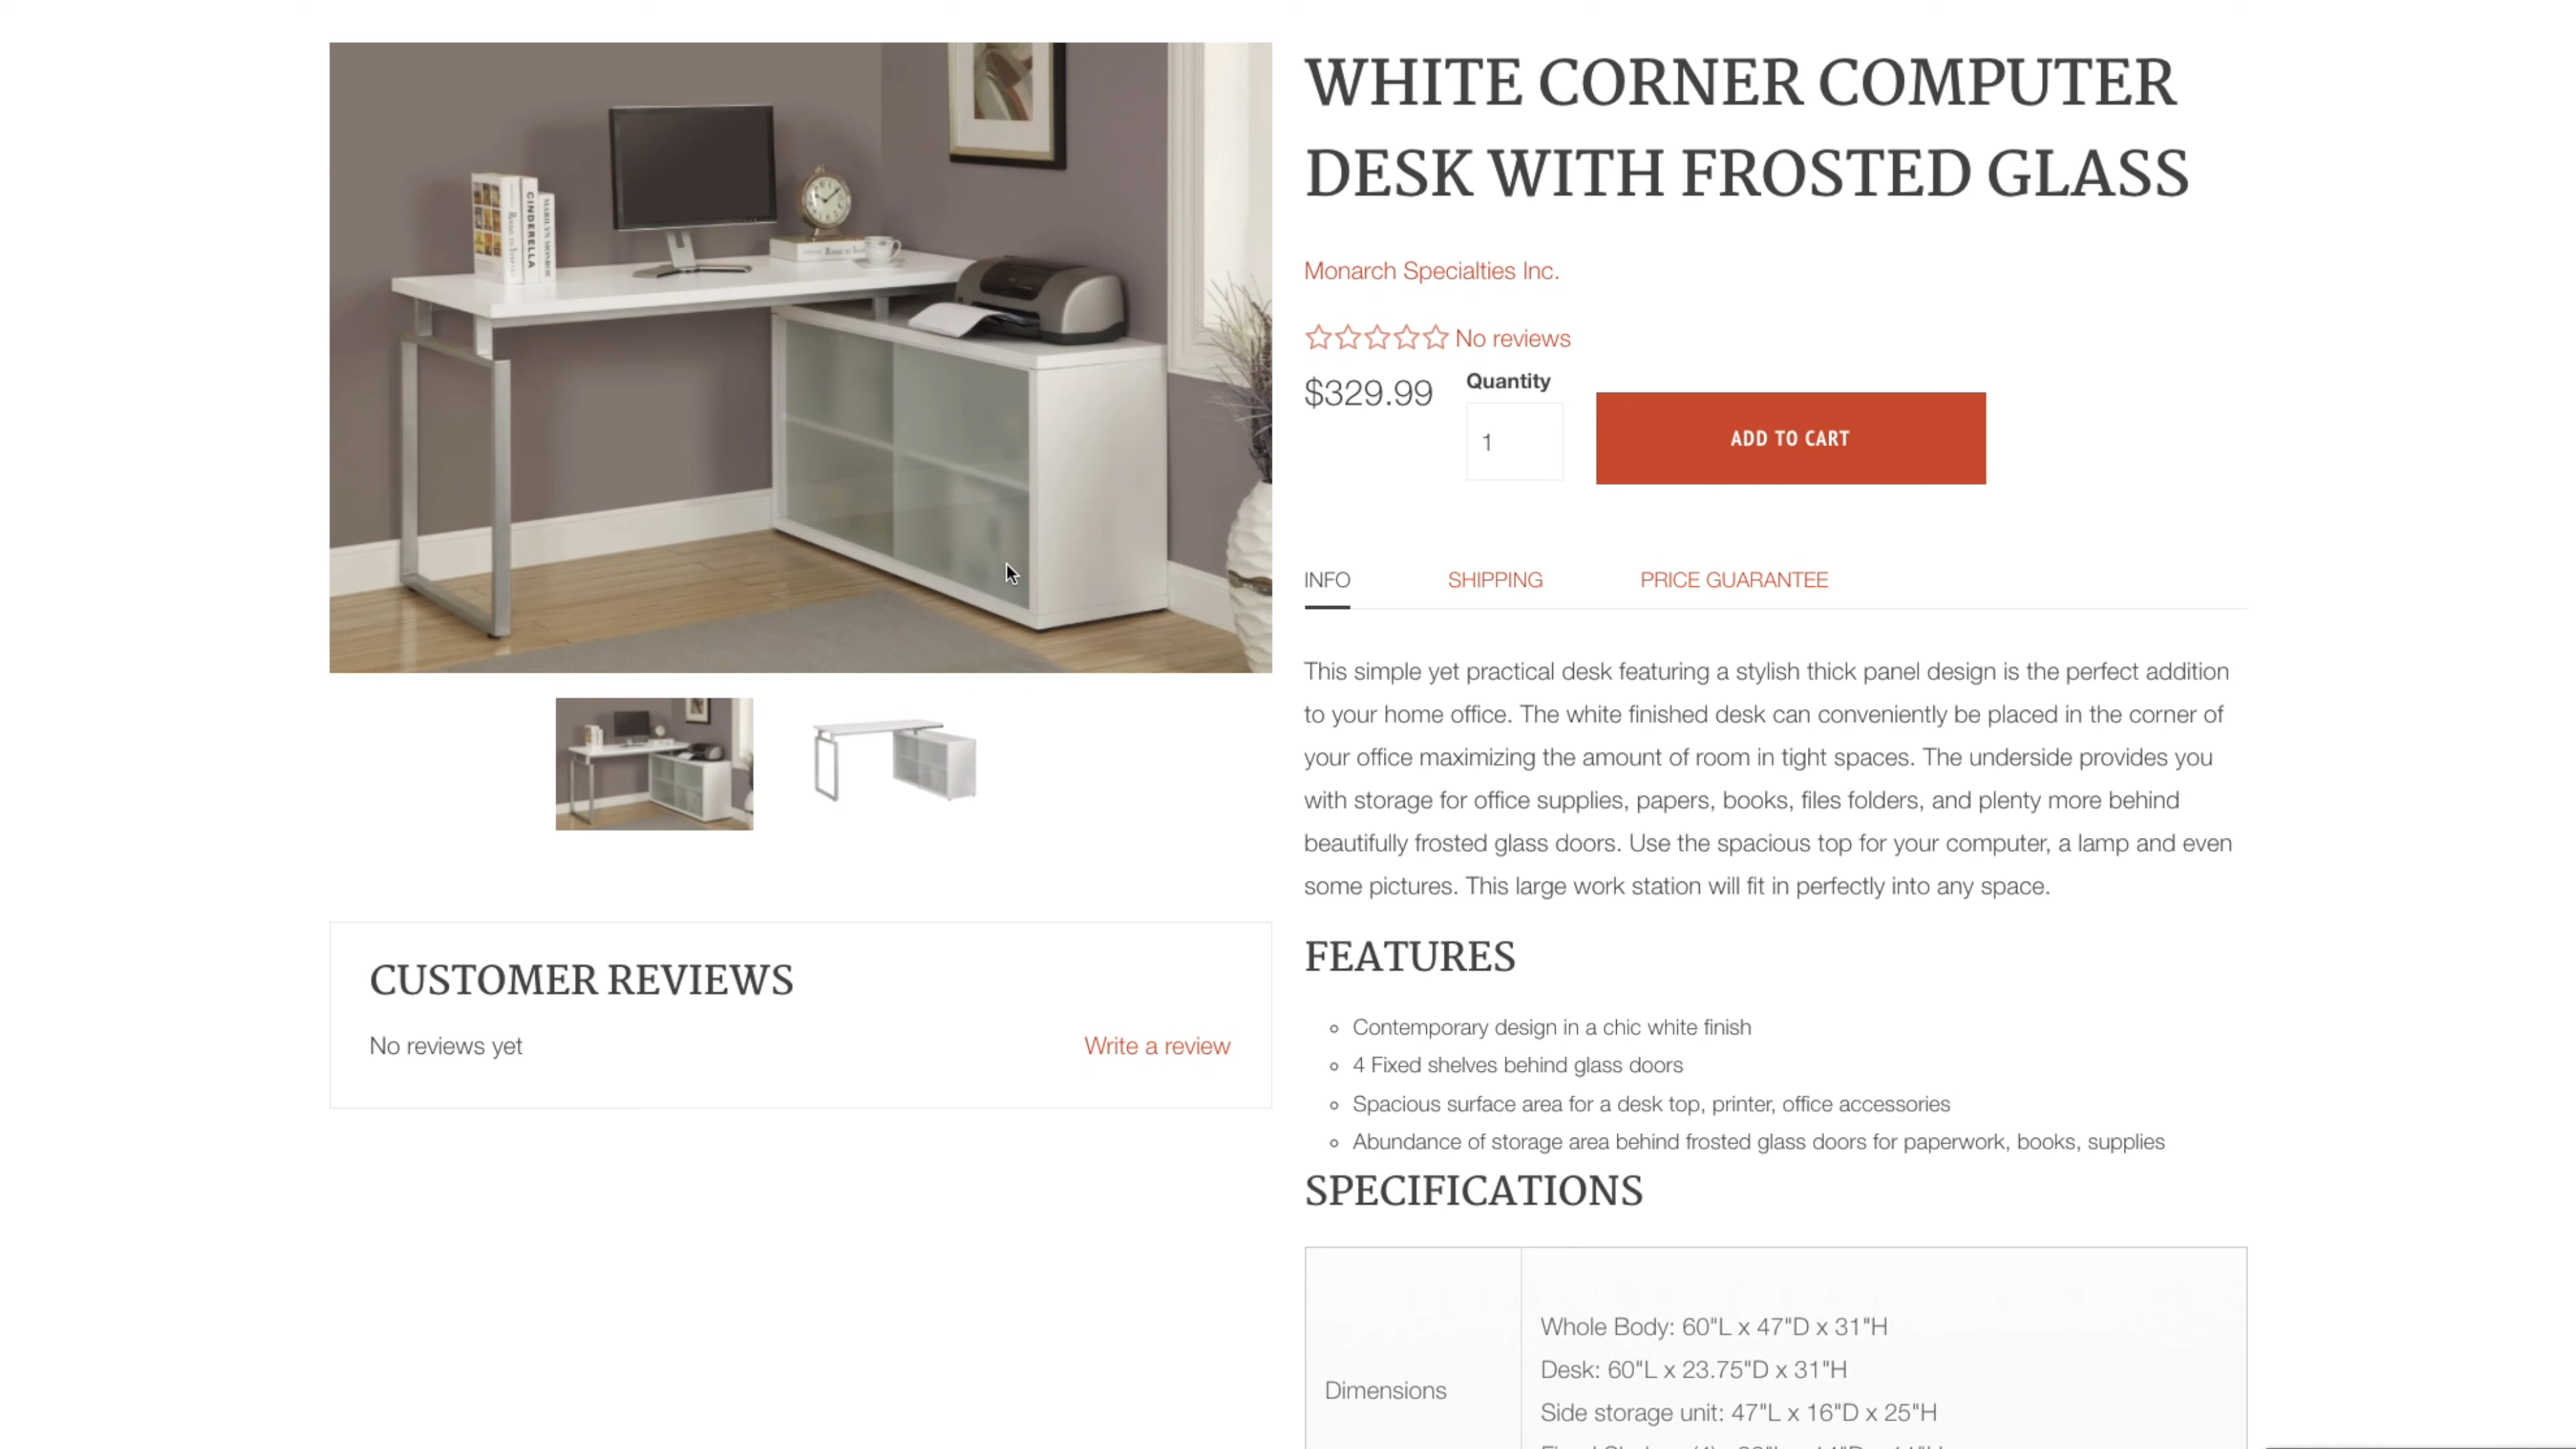 WHITE CORNER COMPUTER
DESK WITH FROSTED GLASS
Monarch Specialties Inc.
No reviews
$329.99
Quantity
1
ADD TO CART
INFO
SHIPPING
PRICE GUARANTEE
This simple yet practical desk featuring a stylish thick panel design is the perfect addition
to your home office. The white finished desk can conveniently be placed in the corner of
your office maximizing the amount of room in tight spaces. The underside provides you
with storage for office supplies, papers, books, files folders, and plenty more behind
beautifully frosted glass doors. Use the spacious top for your computer, a lamp and even
some pictures. This large work station will fit in perfectly into any space.
FEATURES
Contemporary design in a chic white finish
4 Fixed shelves behind glass doors
Spacious surface area for a desk top, printer, office accessories
Abundance of storage area behind frosted glass doors for paperwork, books, supplies
SPECIFICATIONS
Dimensions
Whole Body: 60"L x 47"D x 31"H
Desk: 60"L x 23.75"D x 31"H
Side storage unit: 47"L x 16"D x 25"H
CINDERELLA
MARILYN MONROE
CUSTOMER REVIEWS
No reviews yet
Write a review